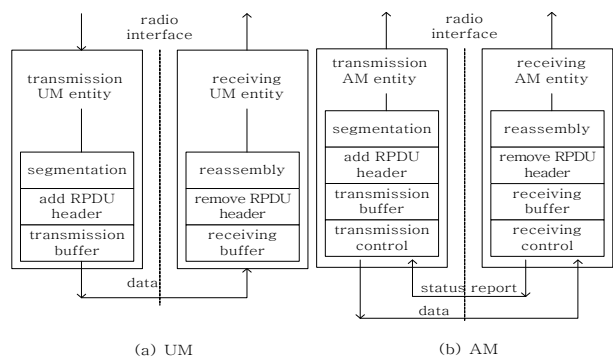 radio
interface
transmission
UM entity
receiving
UM entity
segmentation
add RPDU
header
transmission
buffer
reassembly
remove RPDU
header
receiving
buffer
data
(a) UM
radio
interface
transmission
AM entity
receiving
AM entity
segmentation
add RPDU
header
transmission
buffer
transmission
control
reassembly
remove RPDU
header
receiving
buffer
receiving
control
status report
data
(b) AM